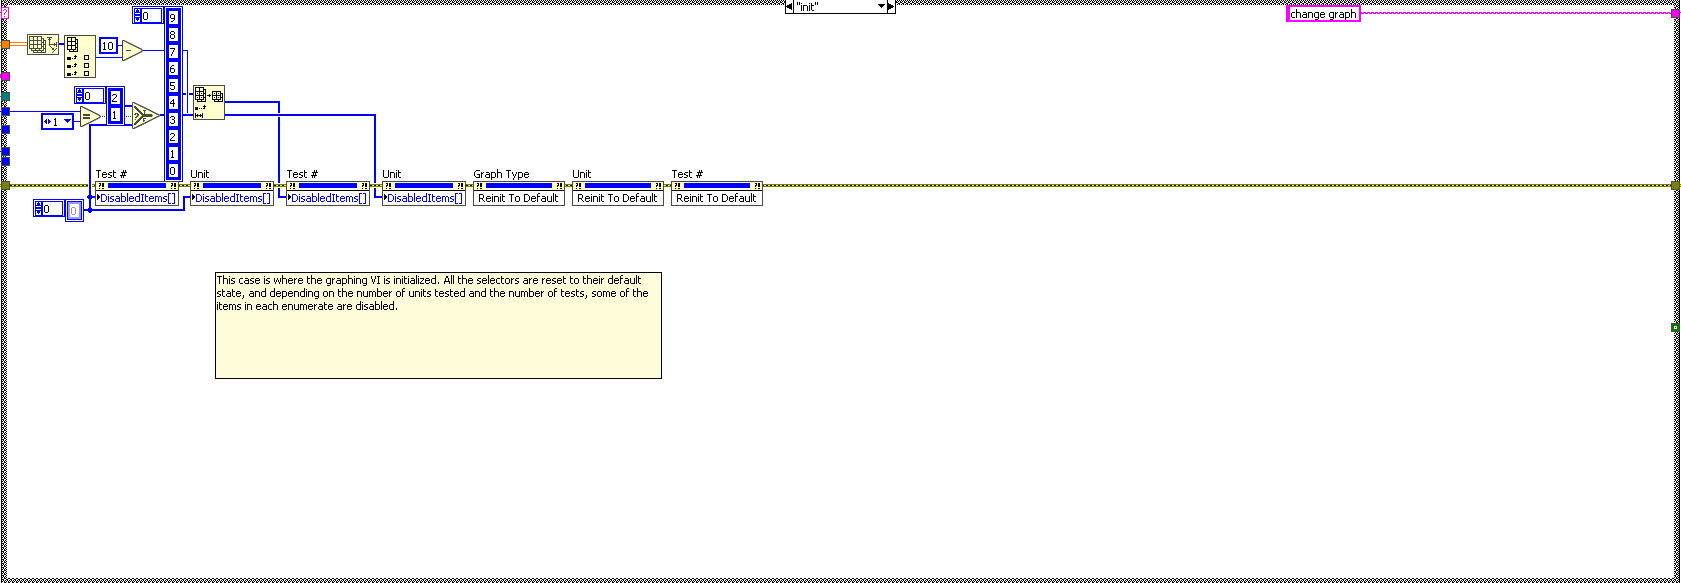 "init"
change graph
0
9
8
7
6
5
4
3
2
1
0
10
0
2
1
1
Test #
Unit
Test #
Unit
Graph Type
Unit
Test #
DisabledItems[]
DisabledItems[]
DisabledItems[]
DisabledItems[]
Reinit To Default
Reinit To Default
Reinit To Default
0
0
This case is where the graphing VI is initialized. All the selectors are reset to their default
state, and depending on the number of units tested and the number of tests, some of the
items in each enumerate are disabled.